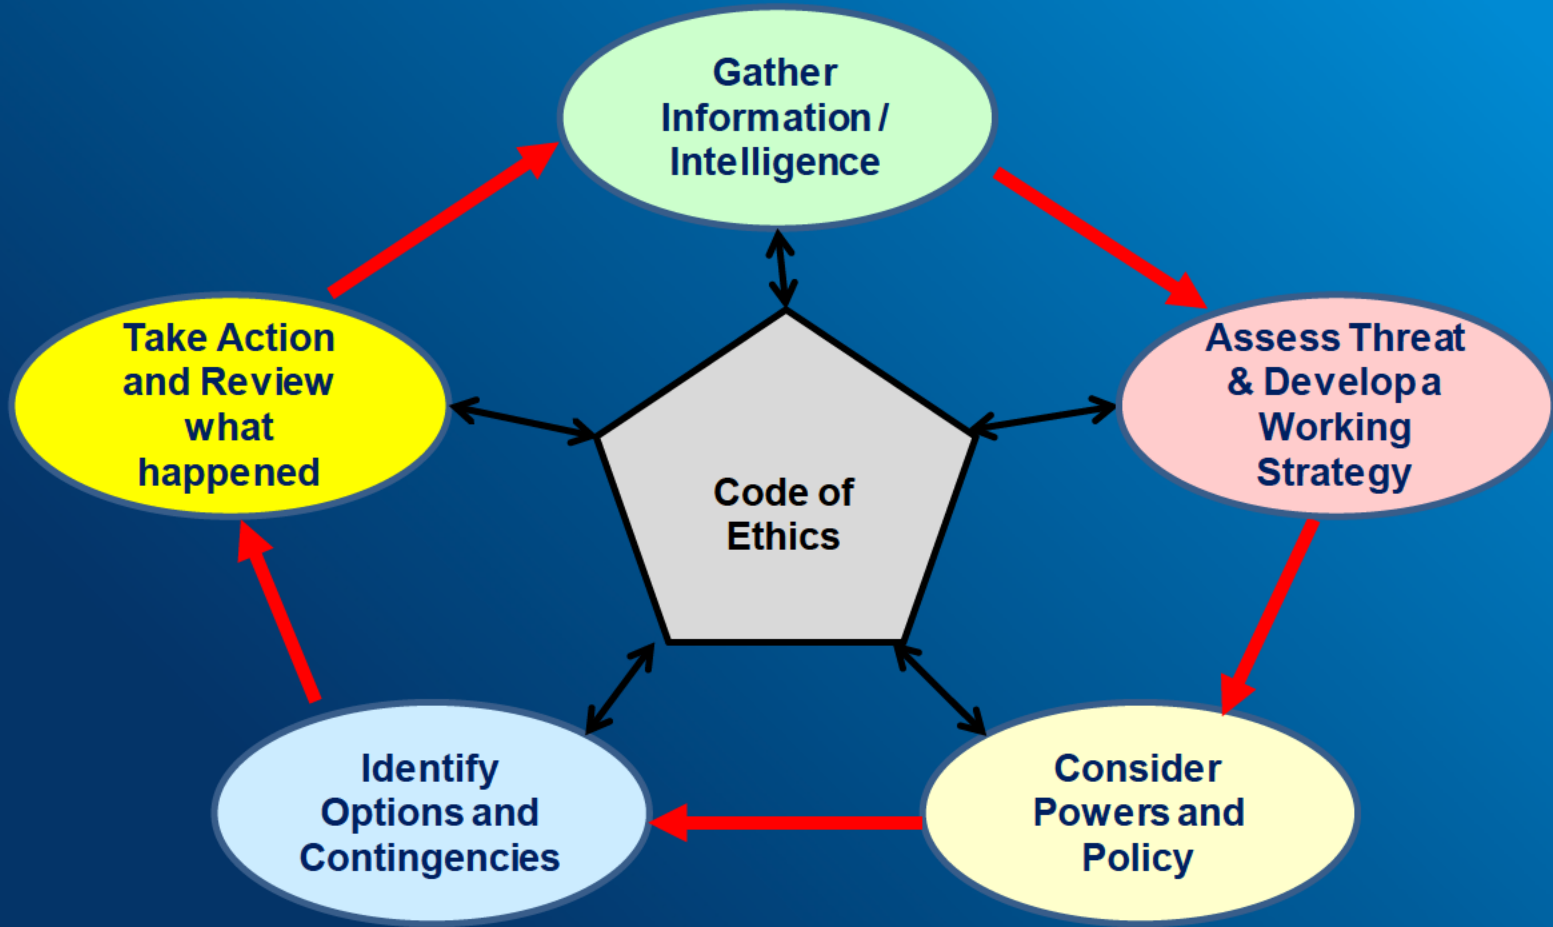 Gather
Information /
Intelligence
Assess Threat
& Develop a
Working
Strategy
Consider
Powers and
Policy
Identify
Options and
Contingencies
Take Action
and Review
what
happened
Code of
Ethics